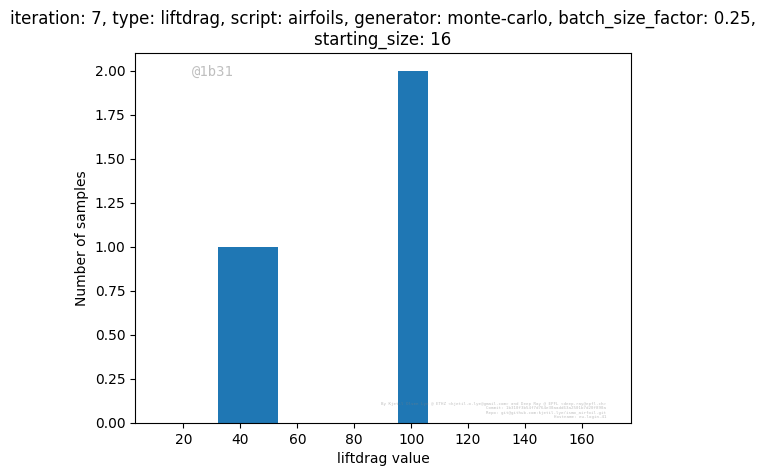 iteration: 7, type: liftdrag, script: airfoils, generator: monte-carlo, batch_size_factor: 0.25,
starting_size: 16
@1b31
2.00
1.75
1.50
1.25
1.00
0.75
0.50
0.25
0.00
Number of samples
20 40 60 80 100 120 140 160
liftdrag value